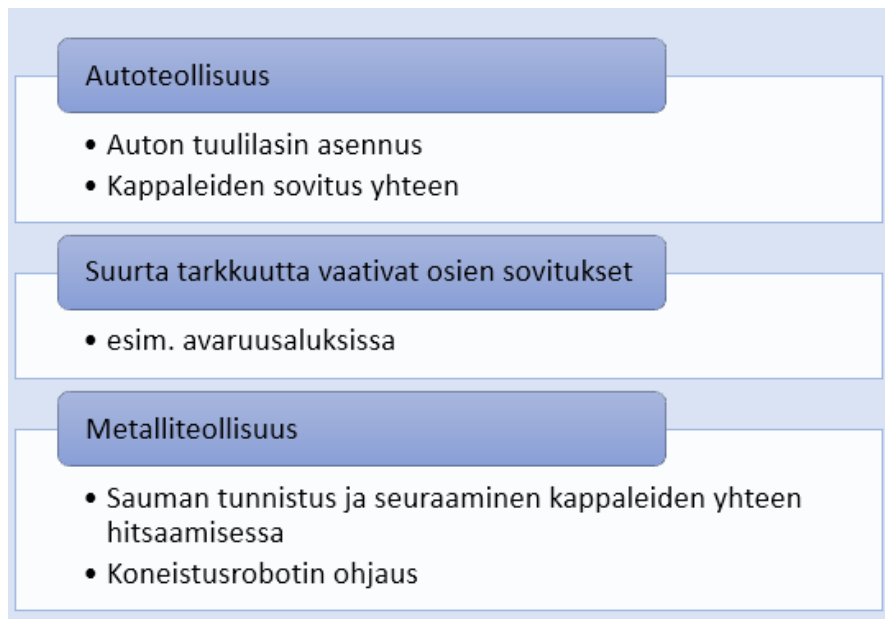 Autoteollisuus
• Auton tuulilasin asennus
• Kappaleiden sovitus yhteen
Suurta tarkkuutta vaativat osien sovitukset
• esim. avaruusaluksissa
Metalliteollisuus
• Sauman tunnistus ja seuraaminen kappaleiden yhteen
hitsaamisessa
• Koneistusrobotin ohjaus